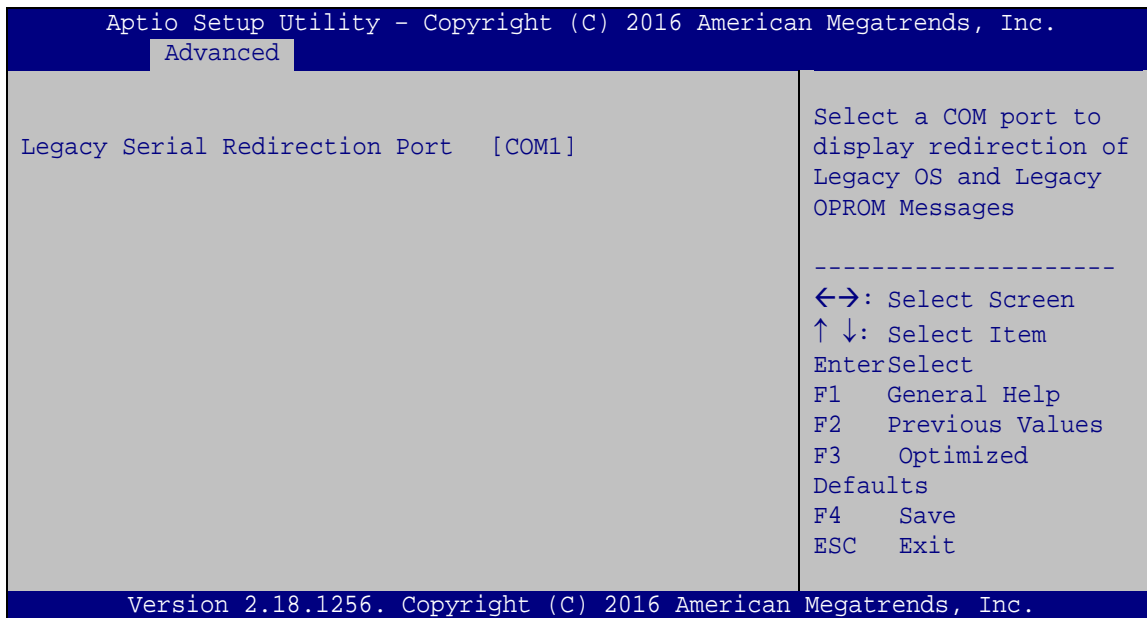 Aptio Setup Utility – Copyright (C) 2016 American Megatrends, Inc.
Advanced
Legacy Serial Redirection Port [COM1]
Select a COM port to
display redirection of
Legacy OS and Legacy
OPROM Messages
---------------------
←→: Select Screen
↑ ↓: Select Item
EnterSelect
F1 General Help
F2 Previous Values
F3 Optimized
Defaults
F4 Save
ESC Exit
Version 2.18.1256. Copyright (C) 2016 American Megatrends, Inc.